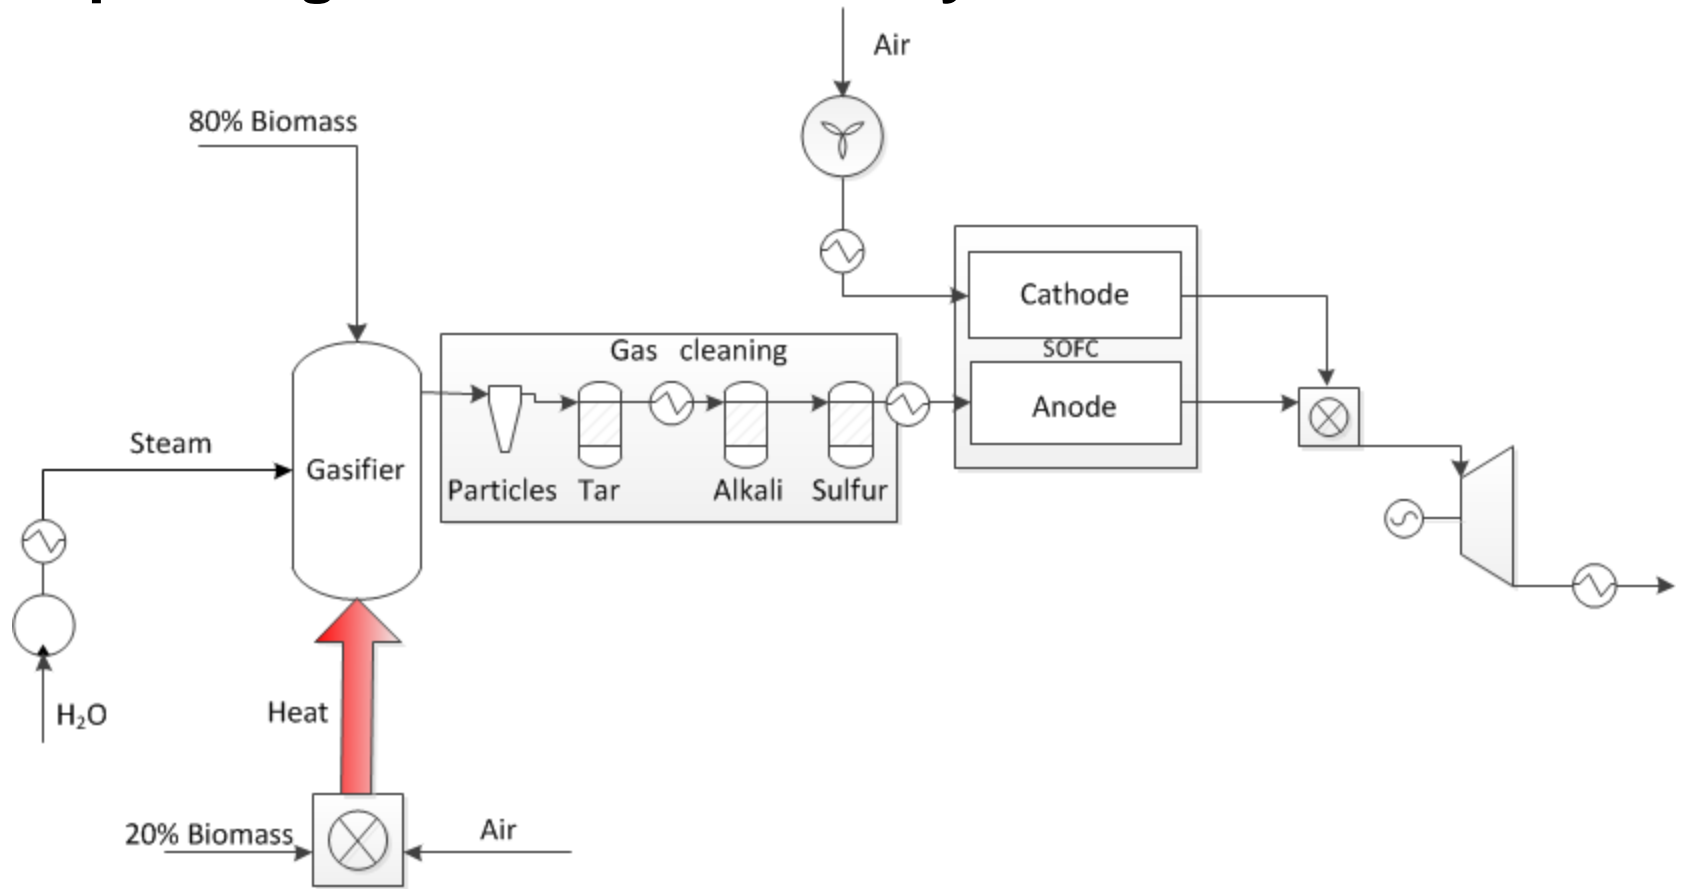 Air
80% Biomass
Cathode
Gas cleaning
SOFC
Anode
Steam
Gasifier
Particles Tar Alkali Sulfur
Heat
H₂O
20% Biomass
Air